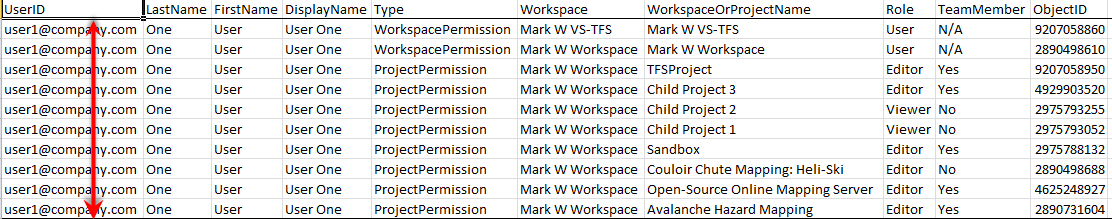 UserID LastName FirstName DisplayName Type Workspace WorkspaceOrProjectName Role TeamMember ObjectID
user1@company.com One User User One WorkspacePermission Mark W VS-TFS Mark W VS-TFS User N/A 9207058860
user1@company.com One User User One WorkspacePermission Mark W Workspace Mark W Workspace User N/A 2890498610
user1@company.com One User User One ProjectPermission Mark W Workspace TFSProject Editor Yes 9207058950
user1@company.com One User User One ProjectPermission Mark W Workspace Child Project 3 Editor Yes 4929903520
user1@company.com One User User One ProjectPermission Mark W Workspace Child Project 2 Viewer No 2975793255
user1@company.com One User User One ProjectPermission Mark W Workspace Child Project 1 Viewer No 2975793052
user1@company.com One User User One ProjectPermission Mark W Workspace Sandbox Editor Yes 2975788132
user1@company.com One User User One ProjectPermission Mark W Workspace Couloir Chute Mapping: Heli-Ski Editor No 2890498688
user1@company.com One User User One ProjectPermission Mark W Workspace Open-Source Online Mapping Server Editor Yes 4625248927
user1@company.com One User User One ProjectPermission Mark W Workspace Avalanche Hazard Mapping Editor Yes 2890731604